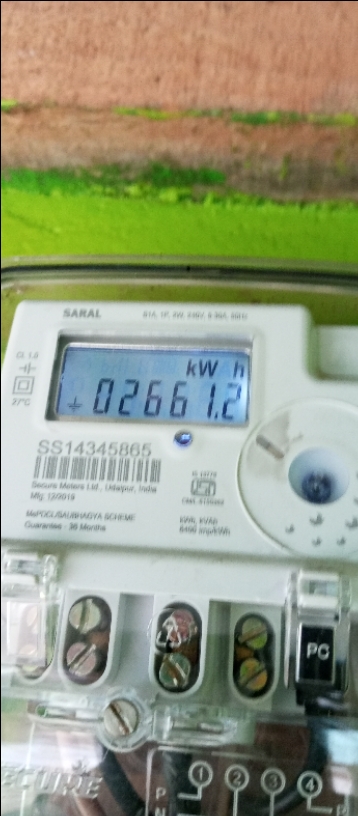 SARAL
Cl. 1.0
kW h
02661.2
27°C
SS14345865
Secure Meters Ltd., Udaipur, India
Mfg. 12/2019
MePDCL/SAUBHAGYA SCHEME
Guarantee - 36 Months
kWh, kVAh
6400 imp/kWh
PC
SECURE
1 2 3 4
P
N